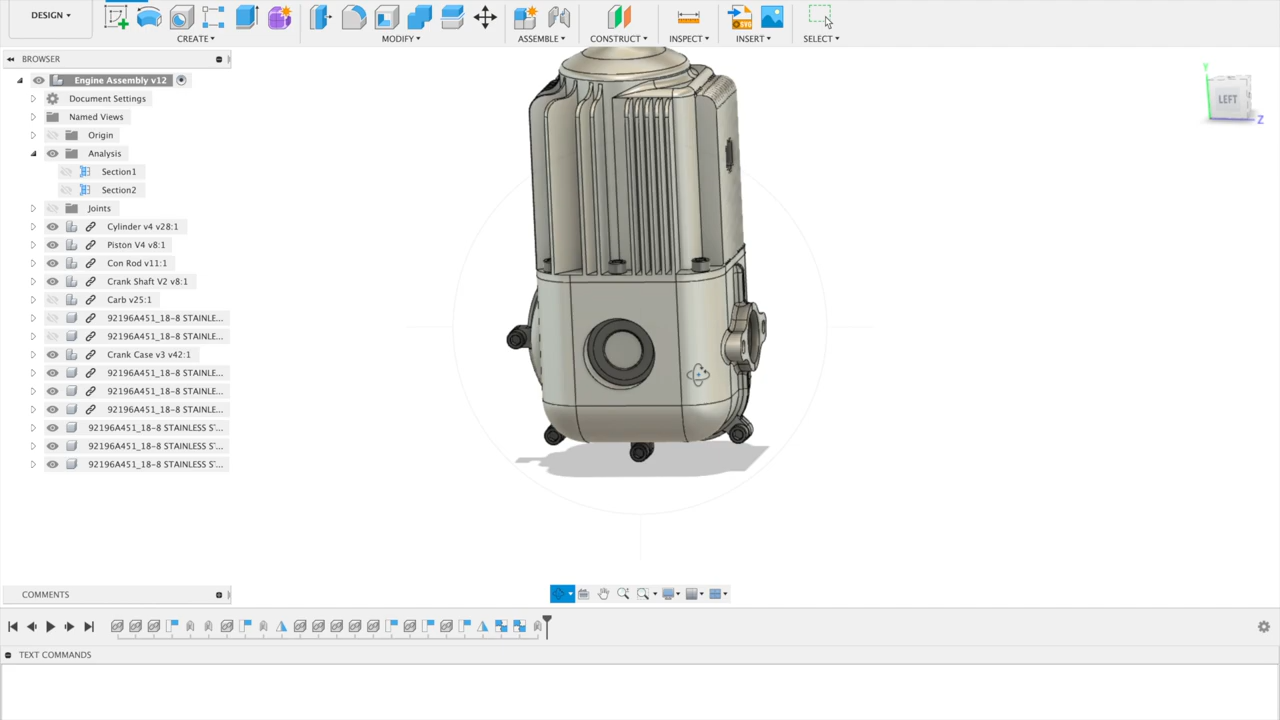 DESIGN ▾
CREATE ▾
MODIFY ▾
ASSEMBLE ▾
CONSTRUCT ▾
INSPECT ▾
INSERT ▾
SELECT ▾
SVG
BROWSER
Engine Assembly v12
Document Settings
Named Views
Origin
Analysis
Section1
Section2
Joints
Cylinder v4 v28:1
Piston V4 v8:1
Con Rod v11:1
Crank Shaft V2 v8:1
Carb v25:1
92196A451_18-8 STAINLE...
92196A451_18-8 STAINLE...
Crank Case v3 v42:1
92196A451_18-8 STAINLE...
92196A451_18-8 STAINLE...
92196A451_18-8 STAINLE...
92196A451_18-8 STAINLESS S'...
92196A451_18-8 STAINLESS S'...
92196A451_18-8 STAINLESS S'...
Y
LEFT
Z
COMMENTS
TEXT COMMANDS